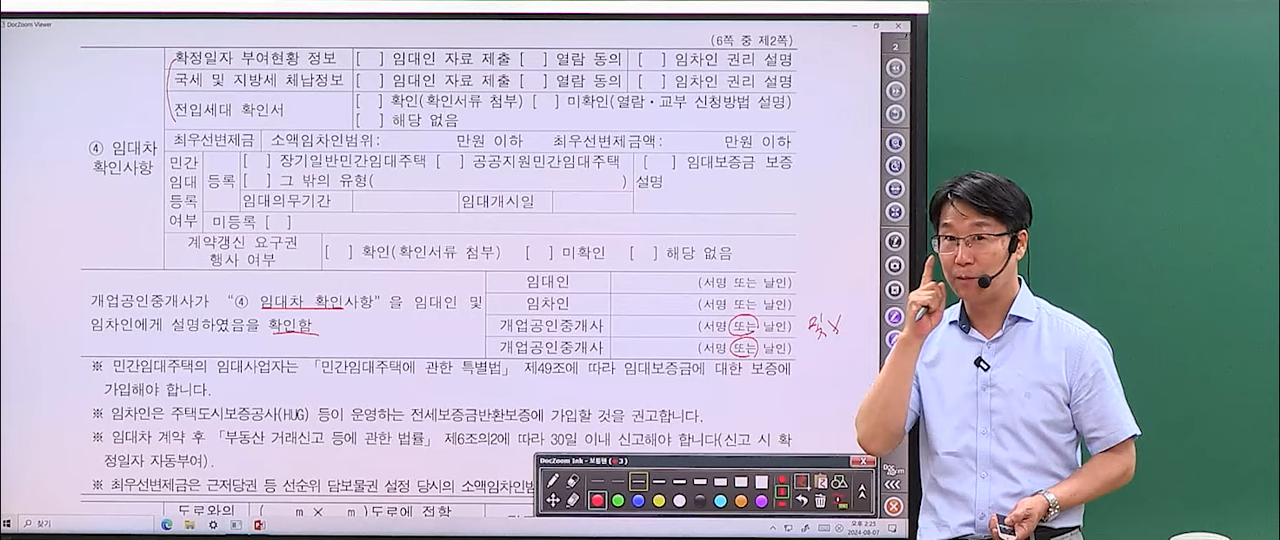 DocZoom Viewer
(6쪽 중 제2쪽)
2
④ 임대차 확인사항
확정일자 부여현황 정보 [ ] 임대인 자료 제출 [ ] 열람 동의 [ ] 임차인 권리 설명
국세 및 지방세 체납정보 [ ] 임대인 자료 제출 [ ] 열람 동의 [ ] 임차인 권리 설명
전입세대 확인서 [ ] 확인(확인서류 첨부) [ ] 미확인(열람·교부 신청방법 설명)
[ ] 해당 없음
최우선변제금 소액임차인범위: 만원 이하 최우선변제금액: 만원 이하
민간 임대 등록 여부
등록 [ ] 장기일반민간임대주택 [ ] 공공지원민간임대주택 [ ] 임대보증금 보증 설명
[ ] 그 밖의 유형( )
임대의무기간 임대개시일
미등록 [ ]
계약갱신 요구권 행사 여부 [ ] 확인(확인서류 첨부) [ ] 미확인 [ ] 해당 없음
개업공인중개사가 "④ 임대차 확인사항"을 임대인 및
임차인에게 설명하였음을 확인함
임대인 (서명 또는 날인)
임차인 (서명 또는 날인)
개업공인중개사 (서명 또는 날인)
개업공인중개사 (서명 또는 날인)
※ 민간임대주택의 임대사업자는 「민간임대주택에 관한 특별법」 제49조에 따라 임대보증금에 대한 보증에
가입해야 합니다.
※ 임차인은 주택도시보증공사(HUG) 등이 운영하는 전세보증금반환보증에 가입할 것을 권고합니다.
※ 임대차 계약 후 「부동산 거래신고 등에 관한 법률」 제6조의2에 따라 30일 이내 신고해야 합니다(신고 시 확
정일자 자동부여).
※ 최우선변제금은 근저당권 등 선순위 담보물권 설정 당시의 소액임차인범
도로와의 ( m × m )도로에 접함
DocZoom Ink - 보통펜 ( 3 )
찾기
오후 2:25
2024-08-07